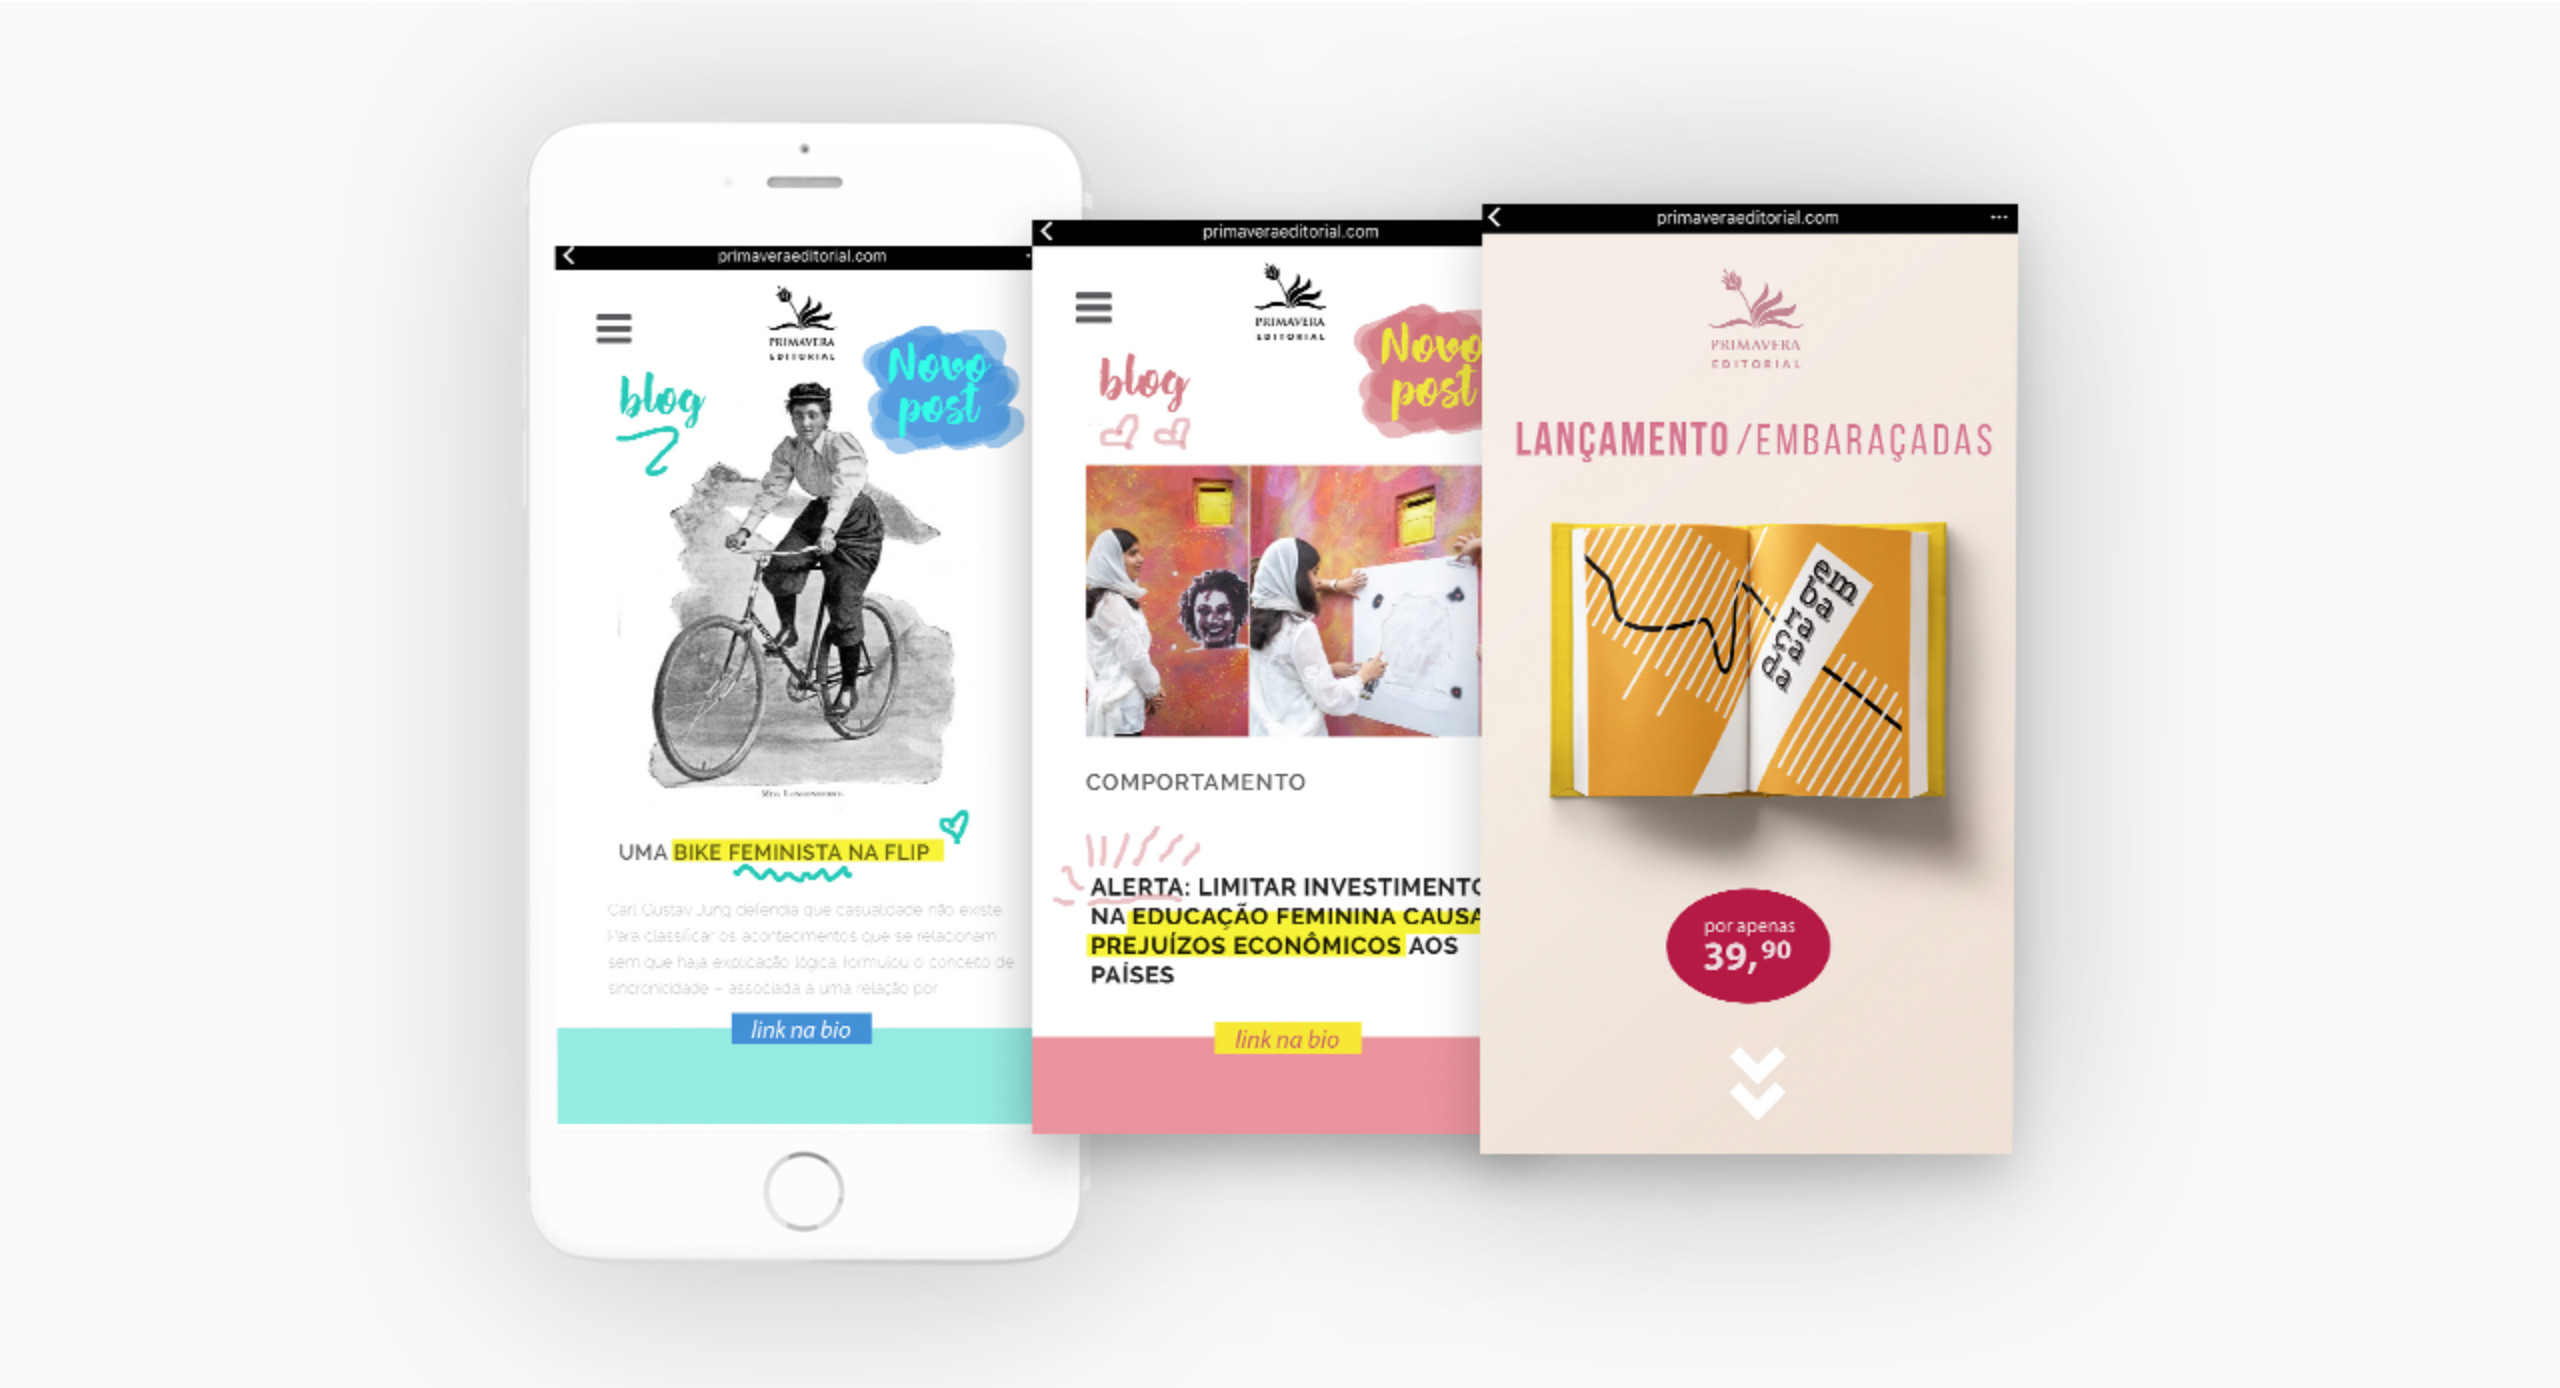 primaveraeditorial.com
PRIMAVERA
EDITORIAL
blog
Novo
post
UMA BIKE FEMINISTA NA FLIP
Carl Gustav Jung defendia que casualidade não existe.
Para classificar os acontecimentos que se relacionam
sem que haja explicação lógica, formulou o conceito de
sincronicidade – associada a uma relação por
link na bio
primaveraeditorial.com
PRIMAVERA
EDITORIAL
blog
Novo
post
COMPORTAMENTO
ALERTA: LIMITAR INVESTIMENTO
NA EDUCAÇÃO FEMININA CAUSA
PREJUÍZOS ECONÔMICOS AOS
PAÍSES
link na bio
primaveraeditorial.com
PRIMAVERA
EDITORIAL
LANÇAMENTO/EMBARAÇADAS
em
ba
ra
ça
da
por apenas
39,90